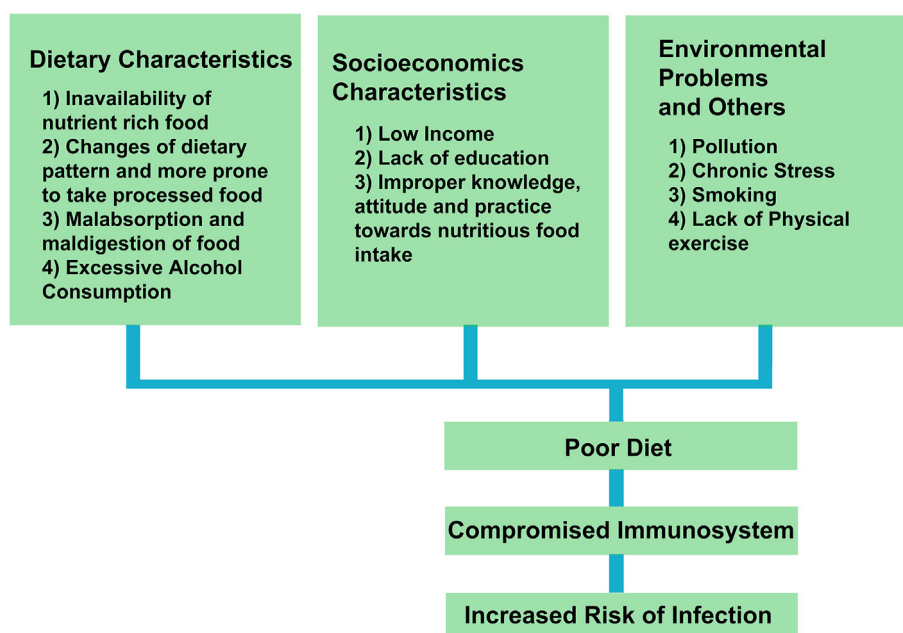 Dietary Characteristics
1) Inavailability of
nutrient rich food
2) Changes of dietary
pattern and more prone
to take processed food
3) Malabsorption and
maldigestion of food
4) Excessive Alcohol
Consumption
Socioeconomics
Characteristics
1) Low Income
2) Lack of education
3) Improper knowledge,
attitude and practice
towards nutritious food
intake
Environmental
Problems
and Others
1) Pollution
2) Chronic Stress
3) Smoking
4) Lack of Physical
exercise
Poor Diet
Compromised Immunosystem
Increased Risk of Infection